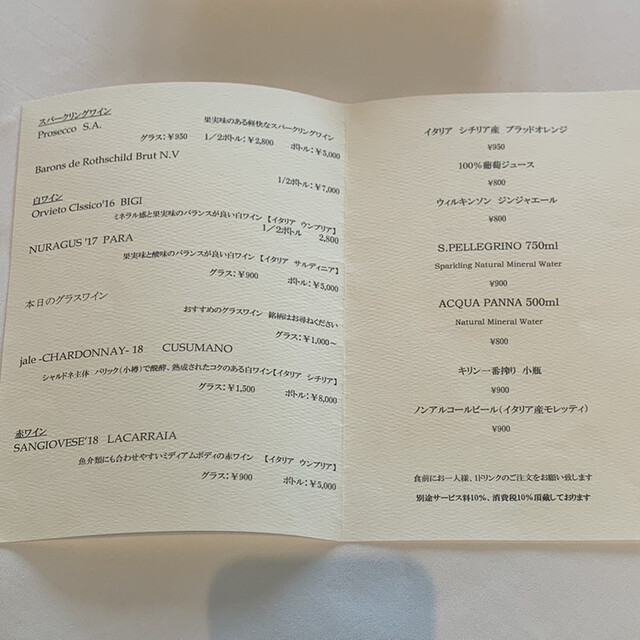 スパークリングワイン
Prosecco S.A.
果実味のある軽快なスパークリングワイン
グラス:¥950 1/2ボトル:¥2,800 ボトル:¥5,000
Barons de Rothschild Brut N.V
1/2ボトル:¥7,000
白ワイン
Orvieto Clssico'16 BIGI
ミネラル感と果実味のバランスが良い白ワイン【イタリア ウンブリア】
1/2ボトル 2,800
NURAGUS '17 PARA
果実味と酸味のバランスが良い白ワイン【イタリア サルディニア】
グラス:¥900 ボトル:¥5,000
本日のグラスワイン
おすすめのグラスワイン 銘柄はお尋ねください
グラス:¥1,000~
jale -CHARDONNAY- 18 CUSUMANO
シャルドネ主体 バリック(小樽)で醗酵、熟成されたコクのある白ワイン【イタリア シチリア】
グラス:¥1,500 ボトル:¥8,000
赤ワイン
SANGIOVESE'18 LACARRAIA
魚介類にも合わせやすいミディアムボディの赤ワイン 【イタリア ウンブリア】
グラス:¥900 ボトル:¥5,000
イタリア シチリア産 ブラッドオレンジ
¥950
100%葡萄ジュース
¥800
ウィルキンソン ジンジャエール
¥800
S.PELLEGRINO 750ml
Sparkling Natural Mineral Water
¥900
ACQUA PANNA 500ml
Natural Mineral Water
¥800
キリン一番搾り 小瓶
¥900
ノンアルコールビール(イタリア産モレッティ)
¥900
食前にお一人様、1ドリンクのご注文をお願い致します
別途サービス料10%、消費税10%頂戴しております